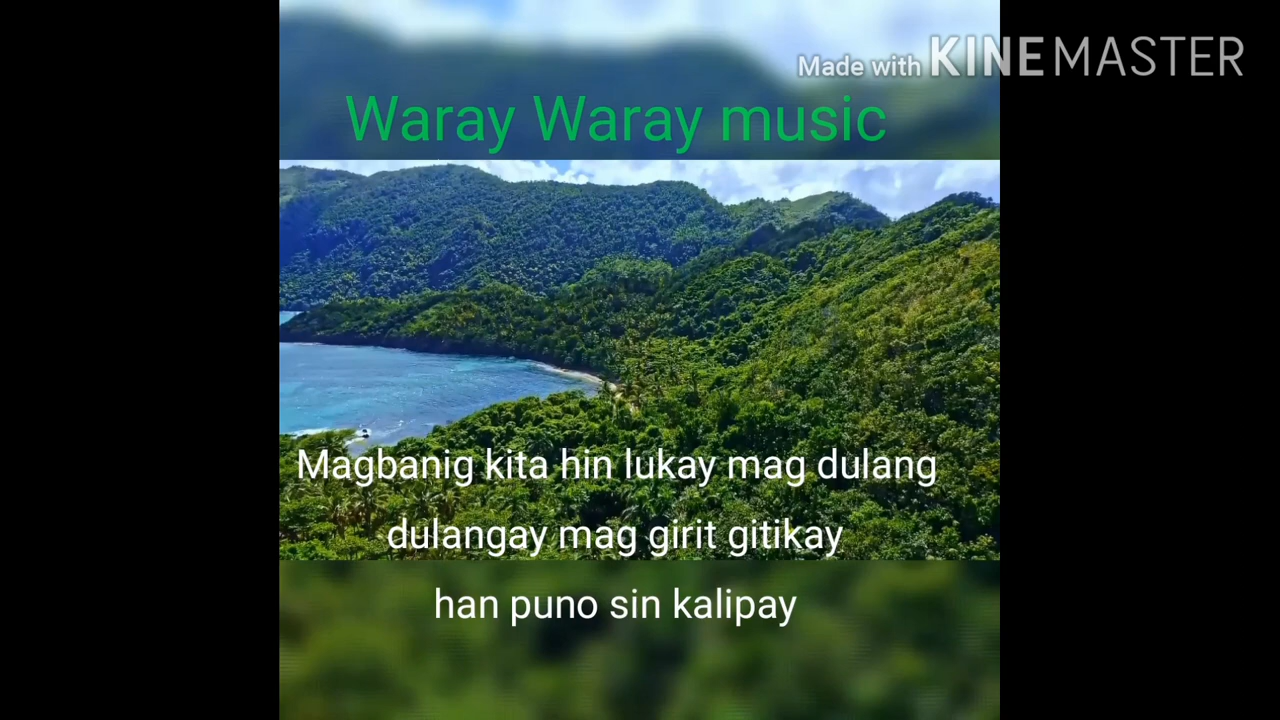 Made with KINEMASTER
Waray Waray music
Magbanig kita hin lukay mag dulang
dulangay mag girit gitikay
han puno sin kalipay